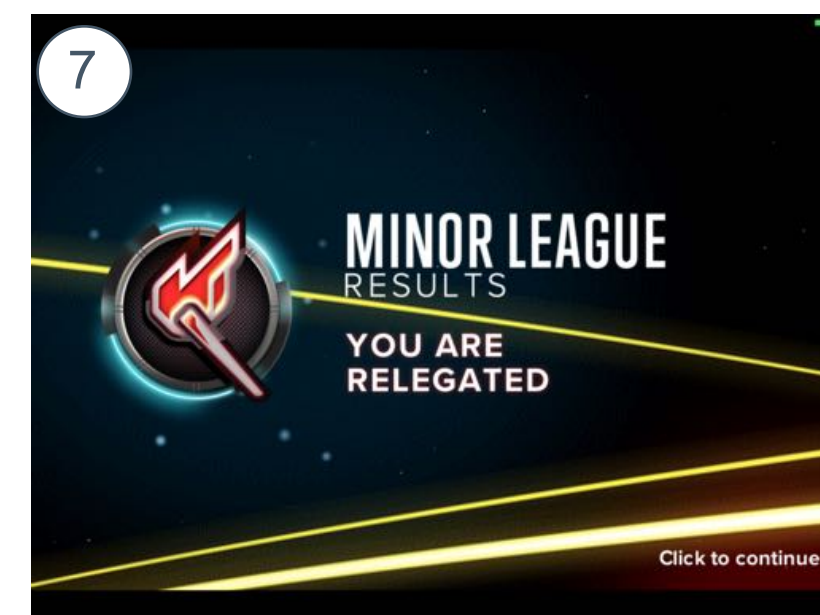 7
MINOR LEAGUE
RESULTS
YOU ARE
RELEGATED
Click to continue